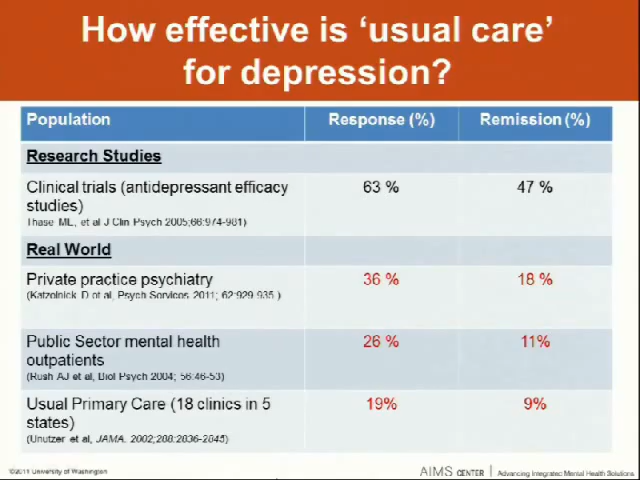 How effective is ‘usual care’
for depression?
Population Response (%) Remission (%)
Research Studies
Clinical trials (antidepressant efficacy 63 % 47 %
studies)
Thase ML, et al J Clin Psych 2005;66:974-981)
Real World
Private practice psychiatry 36 % 18 %
(Katzelnick D et al, Psych Services 2011; 62:929-935 )
Public Sector mental health 26 % 11%
outpatients
(Rush AJ et al, Biol Psych 2004; 56:46-53)
Usual Primary Care (18 clinics in 5 19% 9%
states)
(Unutzer et al, JAMA. 2002;288:2836-2845)
©2011 University of Washington
AIMS CENTER | Advancing Integrated Mental Health Solutions